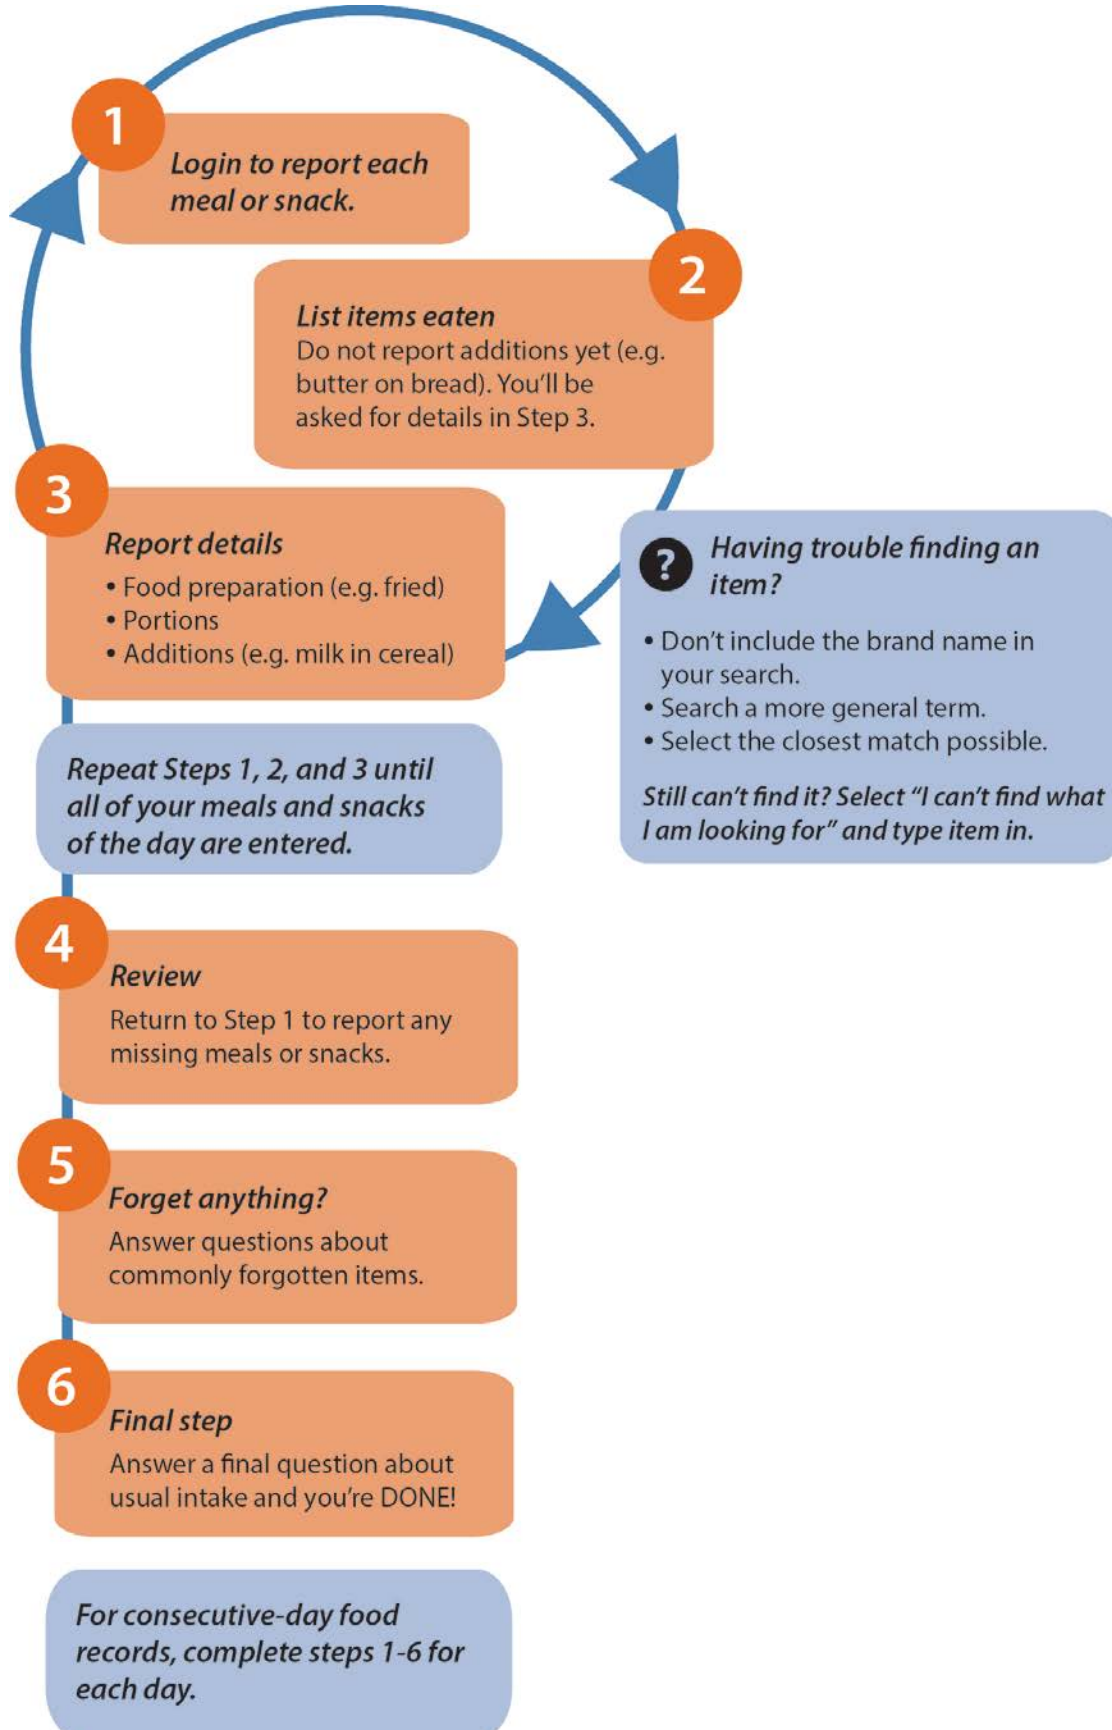 1
Login to report each
meal or snack.
2
List items eaten
Do not report additions yet (e.g.
butter on bread). You’ll be
asked for details in Step 3.
3
Report details
• Food preparation (e.g. fried)
• Portions
• Additions (e.g. milk in cereal)
?
Having trouble finding an
item?
• Don’t include the brand name in
your search.
• Search a more general term.
• Select the closest match possible.
Still can’t find it? Select “I can’t find what
I am looking for” and type item in.
Repeat Steps 1, 2, and 3 until
all of your meals and snacks
of the day are entered.
4
Review
Return to Step 1 to report any
missing meals or snacks.
5
Forget anything?
Answer questions about
commonly forgotten items.
6
Final step
Answer a final question about
usual intake and you’re DONE!
For consecutive-day food
records, complete steps 1-6 for
each day.